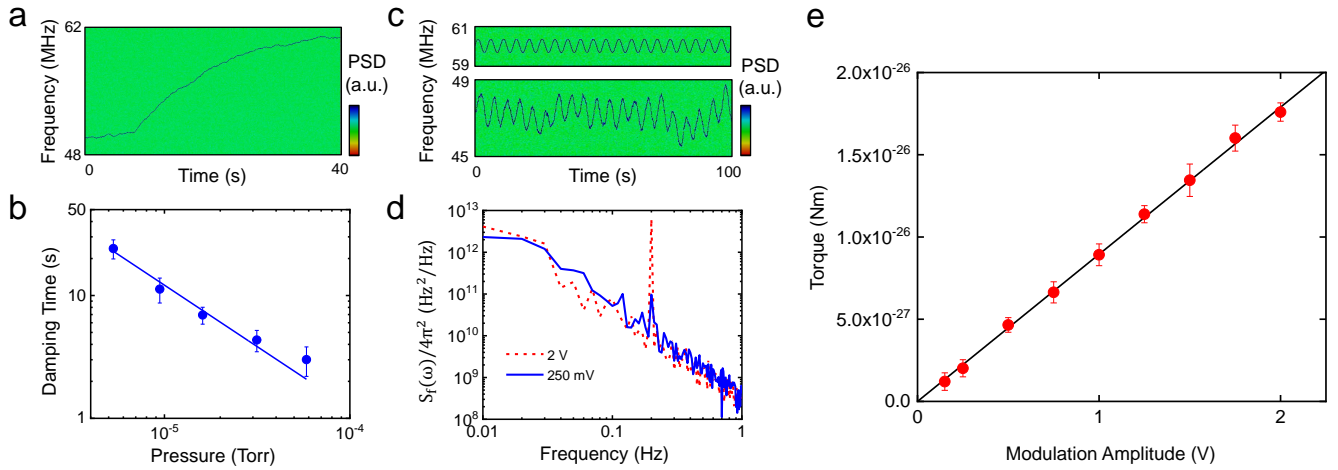 a
62
Frequency (MHz)
48
0
Time (s)
40
PSD
(a.u.)
b
50
10
1
Damping Time (s)
10⁻⁵
10⁻⁴
Pressure (Torr)
c
61
59
49
45
Frequency (MHz)
0
Time (s)
100
PSD
(a.u.)
d
10¹³
10¹²
10¹¹
10¹⁰
10⁹
10⁸
S_f(ω)/4π² (Hz²/Hz)
2 V
250 mV
0.01
0.1
1
Frequency (Hz)
e
2.0x10⁻²⁶
1.5x10⁻²⁶
1.0x10⁻²⁶
5.0x10⁻²⁷
0.0
Torque (Nm)
0
1
2
Modulation Amplitude (V)